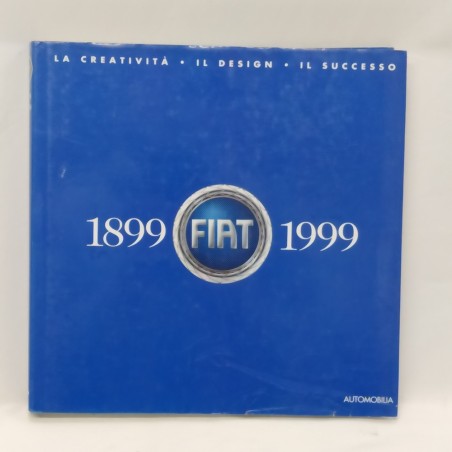 LA CREATIVITÀ • IL DESIGN • IL SUCCESSO
1899 FIAT 1999
AUTOMOBILIA